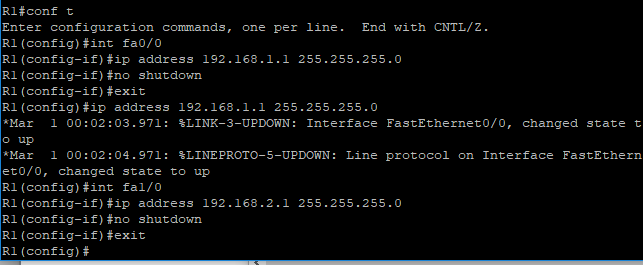 R1#conf t
Enter configuration commands, one per line.  End with CNTL/Z.
R1(config)#int fa0/0
R1(config-if)#ip address 192.168.1.1 255.255.255.0
R1(config-if)#no shutdown
R1(config-if)#exit
R1(config)#ip address 192.168.1.1 255.255.255.0
*Mar  1 00:02:03.971: %LINK-3-UPDOWN: Interface FastEthernet0/0, changed state t
o up
*Mar  1 00:02:04.971: %LINEPROTO-5-UPDOWN: Line protocol on Interface FastEthern
et0/0, changed state to up
R1(config)#int fa1/0
R1(config-if)#ip address 192.168.2.1 255.255.255.0
R1(config-if)#no shutdown
R1(config-if)#exit
R1(config)#